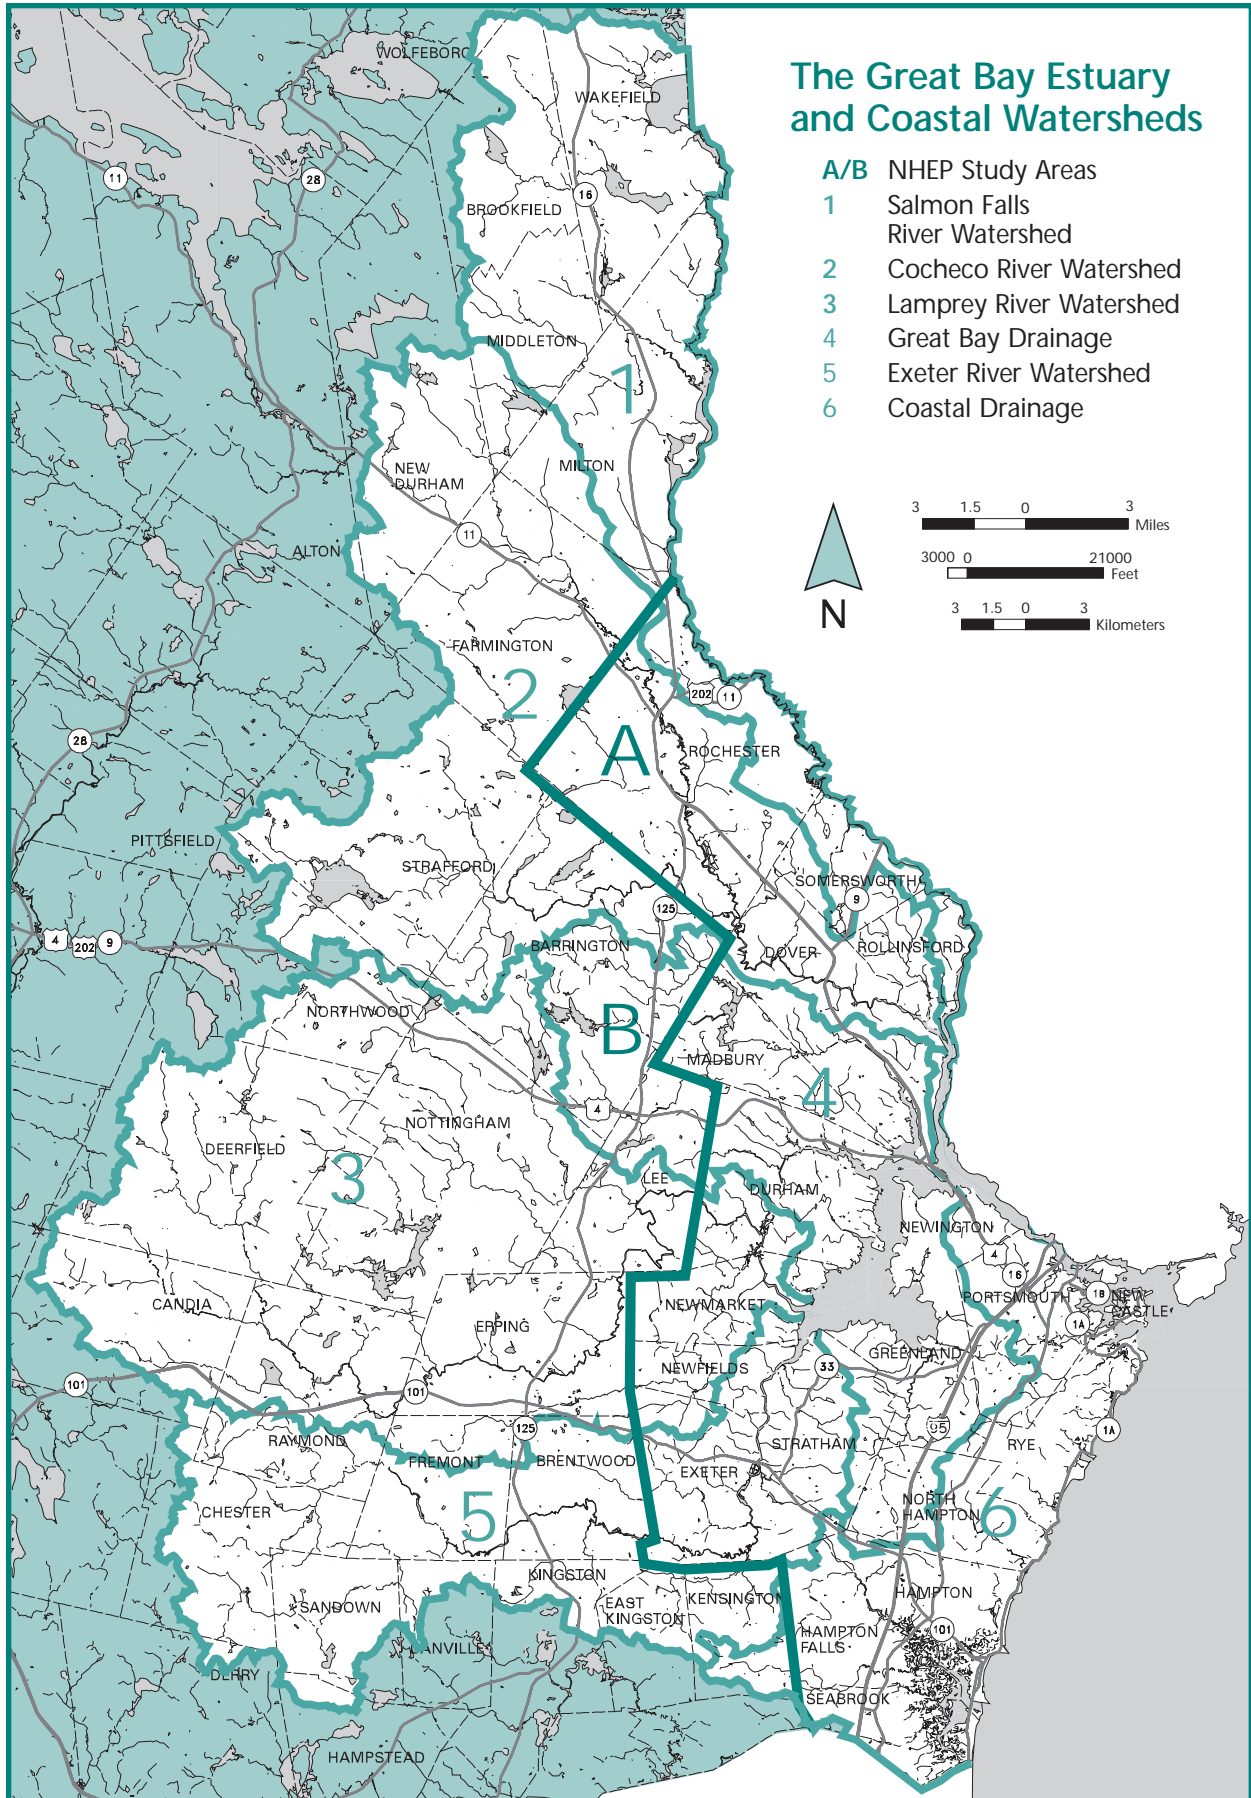 The Great Bay Estuary
and Coastal Watersheds
A/B NHEP Study Areas
1 Salmon Falls
River Watershed
2 Cocheco River Watershed
3 Lamprey River Watershed
4 Great Bay Drainage
5 Exeter River Watershed
6 Coastal Drainage
3 1.5 0 3
Miles
3000 0 21000
Feet
3 1.5 0 3
Kilometers
N
WOLFEBORO
WAKEFIELD
11
28
16
BROOKFIELD
MIDDLETON
1
NEW
DURHAM
MILTON
11
ALTON
FARMINGTON
2
202
11
28
A
ROCHESTER
PITTSFIELD
STRAFFORD
SOMERSWORTH
9
125
4
202
9
BARRINGTON
DOVER
ROLLINSFORD
NORTHWOOD
B
MADBURY
4
4
NOTTINGHAM
DEERFIELD
3
LEE
DURHAM
NEWINGTON
4
16
CANDIA
NEWMARKET
PORTSMOUTH
1B
NEW
CASTLE
1A
EPPING
GREENLAND
NEWFIELDS
33
101
101
125
95
1A
RAYMOND
FREMONT
BRENTWOOD
STRATHAM
RYE
EXETER
CHESTER
5
NORTH
HAMPTON
6
KINGSTON
SANDOWN
EAST
KINGSTON
KENSINGTON
HAMPTON
HAMPTON
FALLS
101
DANVILLE
DERRY
SEABROOK
1A
HAMPSTEAD